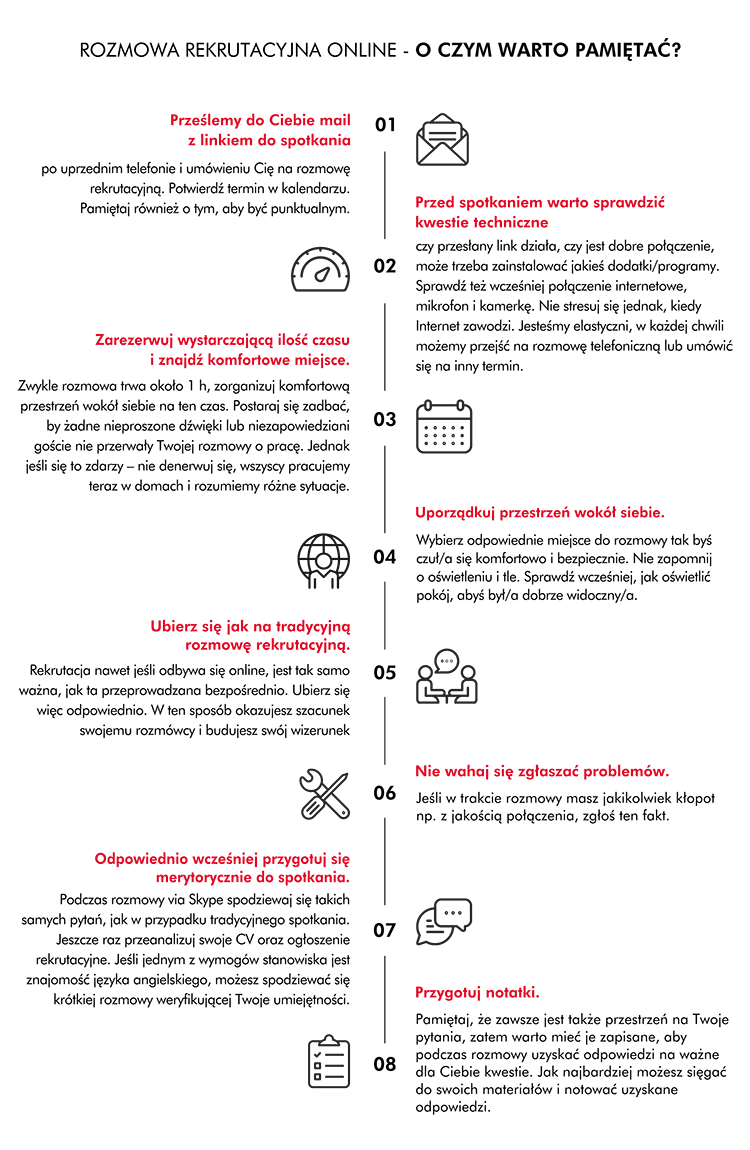 ROZMOWA REKRUTACYJNA ONLINE - O CZYM WARTO PAMIĘTAĆ?
01
Prześlemy do Ciebie mail
z linkiem do spotkania
po uprzednim telefonie i umówieniu Cię na rozmowę
rekrutacyjną. Potwierdź termin w kalendarzu.
Pamiętaj również o tym, aby być punktualnym.
02
Przed spotkaniem warto sprawdzić
kwestie techniczne
czy przesłany link działa, czy jest dobre połączenie,
może trzeba zainstalować jakieś dodatki/programy.
Sprawdź też wcześniej połączenie internetowe,
mikrofon i kamerkę. Nie stresuj się jednak, kiedy
Internet zawodzi. Jesteśmy elastyczni, w każdej chwili
możemy przejść na rozmowę telefoniczną lub umówić
się na inny termin.
03
Zarezerwuj wystarczającą ilość czasu
i znajdź komfortowe miejsce.
Zwykle rozmowa trwa około 1 h, zorganizuj komfortową
przestrzeń wokół siebie na ten czas. Postaraj się zadbać,
by żadne nieproszone dźwięki lub niezapowiedziani
goście nie przerwały Twojej rozmowy o pracę. Jednak
jeśli się to zdarzy – nie denerwuj się, wszyscy pracujemy
teraz w domach i rozumiemy różne sytuacje.
04
Uporządkuj przestrzeń wokół siebie.
Wybierz odpowiednie miejsce do rozmowy tak byś
czuł/a się komfortowo i bezpiecznie. Nie zapomnij
o oświetleniu i tle. Sprawdź wcześniej, jak oświetlić
pokój, abyś był/a dobrze widoczny/a.
05
Ubierz się jak na tradycyjną
rozmowę rekrutacyjną.
Rekrutacja nawet jeśli odbywa się online, jest tak samo
ważna, jak ta przeprowadzana bezpośrednio. Ubierz się
więc odpowiednio. W ten sposób okazujesz szacunek
swojemu rozmówcy i budujesz swój wizerunek
06
Nie wahaj się zgłaszać problemów.
Jeśli w trakcie rozmowy masz jakikolwiek kłopot
np. z jakością połączenia, zgłoś ten fakt.
07
Odpowiednio wcześniej przygotuj się
merytorycznie do spotkania.
Podczas rozmowy via Skype spodziewaj się takich
samych pytań, jak w przypadku tradycyjnego spotkania.
Jeszcze raz przeanalizuj swoje CV oraz ogłoszenie
rekrutacyjne. Jeśli jednym z wymogów stanowiska jest
znajomość języka angielskiego, możesz spodziewać się
krótkiej rozmowy weryfikującej Twoje umiejętności.
08
Przygotuj notatki.
Pamiętaj, że zawsze jest także przestrzeń na Twoje
pytania, zatem warto mieć je zapisane, aby
podczas rozmowy uzyskać odpowiedzi na ważne
dla Ciebie kwestie. Jak najbardziej możesz sięgać
do swoich materiałów i notować uzyskane
odpowiedzi.